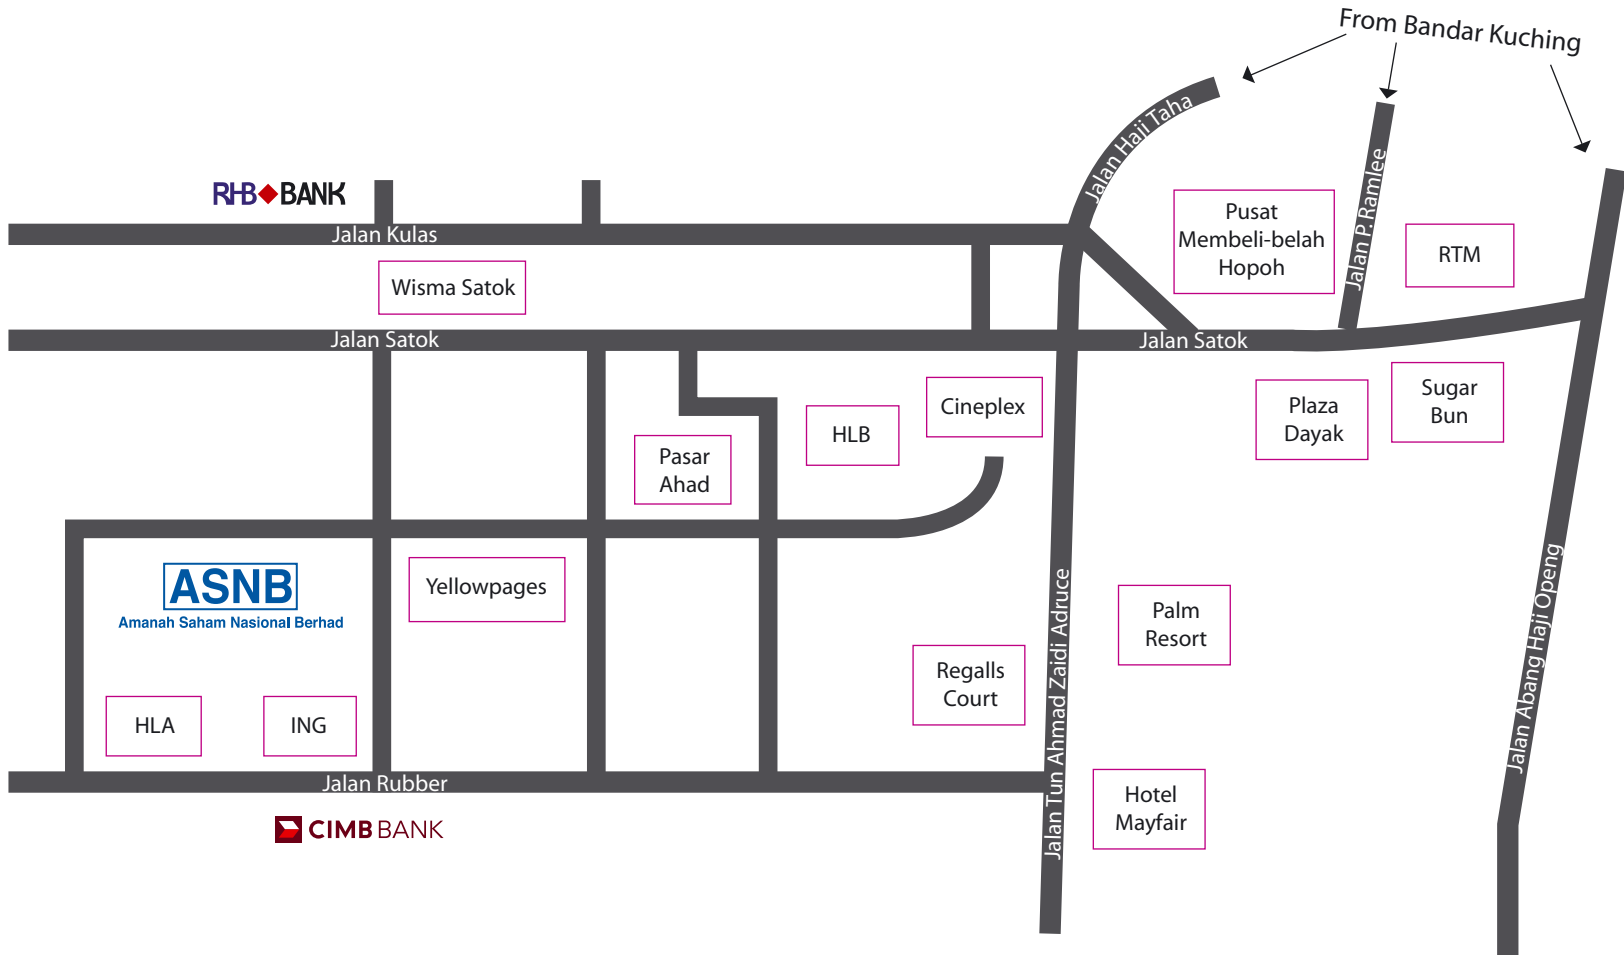 From Bandar Kuching
Jalan Haji Taha
Jalan P. Ramlee
RHB BANK
Jalan Kulas
Pusat
Membeli-belah
Hopoh
RTM
Wisma Satok
Jalan Satok
Jalan Satok
Cineplex
HLB
Plaza
Dayak
Sugar
Bun
Pasar
Ahad
ASNB
Amanah Saham Nasional Berhad
Yellowpages
Jalan Tun Ahmad Zaidi Adruce
Palm
Resort
Jalan Abang Haji Openg
Regalls
Court
HLA
ING
Jalan Rubber
CIMB BANK
Hotel
Mayfair